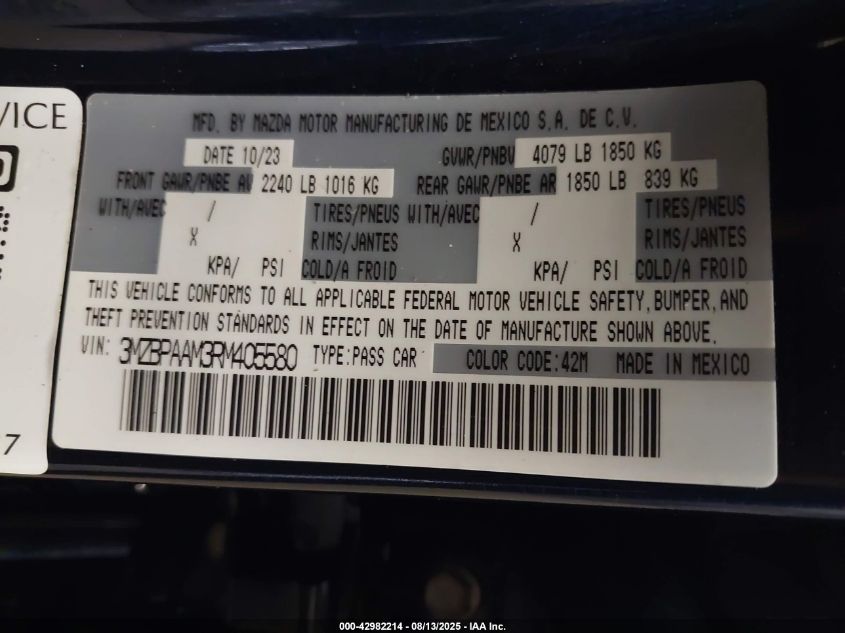 VICE
7
MFD. BY MAZDA MOTOR MANUFACTURING DE MEXICO S.A. DE C.V.
DATE 10/23 GVWR/PNBV 4079 LB 1850 KG
FRONT GAWR/PNBE AV 2240 LB 1016 KG REAR GAWR/PNBE AR 1850 LB 839 KG
WITH/AVEC / TIRES/PNEUS WITH/AVEC / TIRES/PNEUS
X RIMS/JANTES X RIMS/JANTES
KPA/ PSI COLD/A FROID KPA/ PSI COLD/A FROID
THIS VEHICLE CONFORMS TO ALL APPLICABLE FEDERAL MOTOR VEHICLE SAFETY, BUMPER, AND
THEFT PREVENTION STANDARDS IN EFFECT ON THE DATE OF MANUFACTURE SHOWN ABOVE.
VIN: 3MZBPAAM3RM405580 TYPE:PASS CAR COLOR CODE:42M MADE IN MEXICO
000-42982214 - 08/13/2025 - IAA Inc.